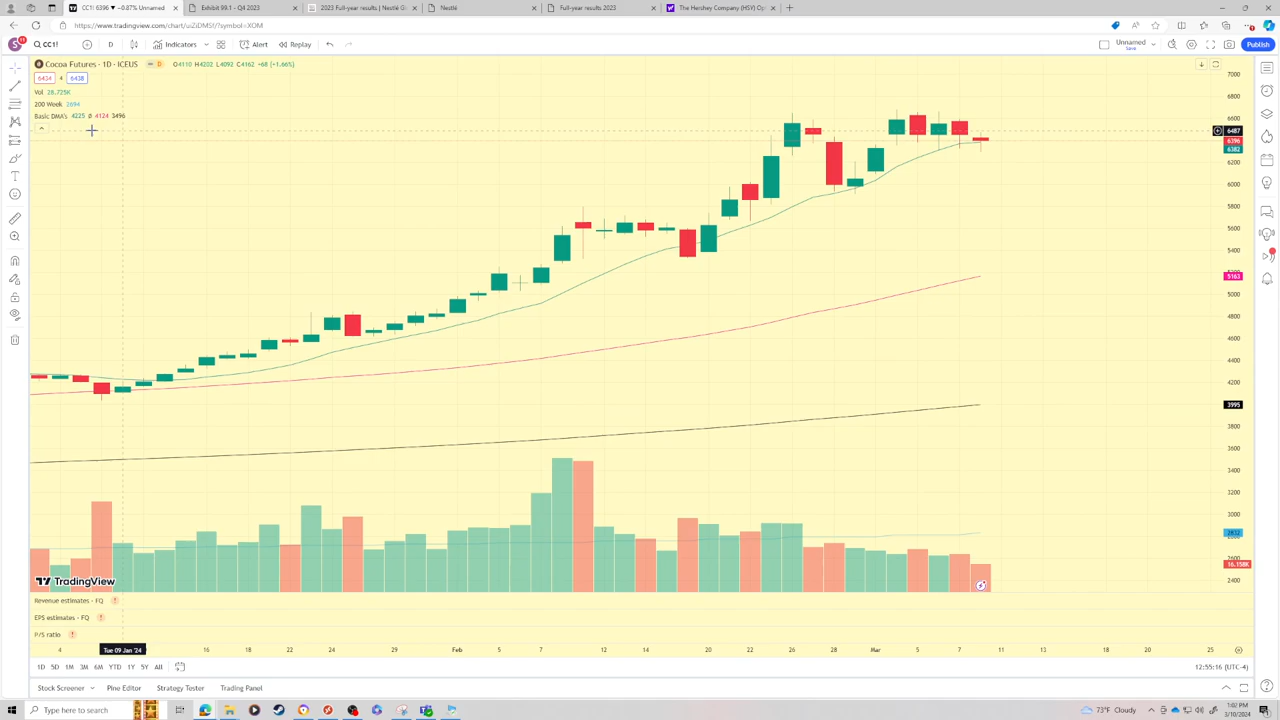 CC1! 6396 ▼ −0.87% Unnamed
Exhibit 99.1 - Q4 2023
2023 Full-year results | Nestlé Gl
Nestlé
Full-year results 2023
The Hershey Company (HSY) Opt
https://www.tradingview.com/chart/uiZiDMSf/?symbol=XOM
CC1! D Indicators Alert Replay Unnamed Save Publish
Cocoa Futures · 1D · ICEUS O4110 H4202 L4092 C4162 +68 (+1.66%)
6434 4 6438
Vol 28.725K
200 Week 2694
Basic DMA's 4225 Ø 4124 3496
7000
6800
6600
6487
6396
6382
6200
6000
5800
5600
5400
5163
5000
4800
4600
4400
4200
3995
3800
3600
3400
3200
3000
2832
16.158K
2400
TradingView
Revenue estimates - FQ
EPS estimates - FQ
P/S ratio
4 Tue 09 Jan '24 16 18 22 24 29 Feb 5 7 12 14 20 22 26 28 Mar 5 7 11 13 18 20 25
1D 5D 1M 3M 6M YTD 1Y 5Y All 12:55:16 (UTC-4)
Stock Screener Pine Editor Strategy Tester Trading Panel
Type here to search 73°F Cloudy 1:02 PM
3/10/2024